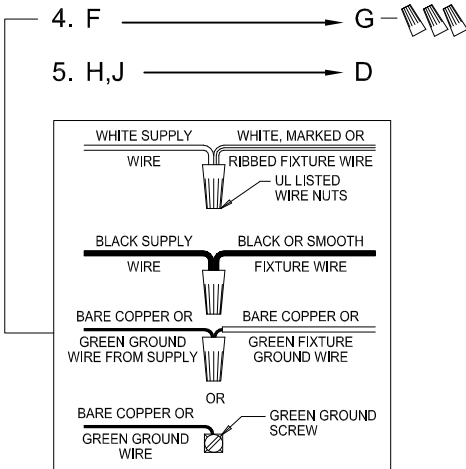 4. F G
5. H,J D
WHITE SUPPLY WHITE, MARKED OR
WIRE RIBBED FIXTURE WIRE
UL LISTED
WIRE NUTS
BLACK SUPPLY BLACK OR SMOOTH
WIRE FIXTURE WIRE
BARE COPPER OR BARE COPPER OR
GREEN GROUND GREEN FIXTURE
WIRE FROM SUPPLY GROUND WIRE
OR
BARE COPPER OR GREEN GROUND
GREEN GROUND SCREW
WIRE